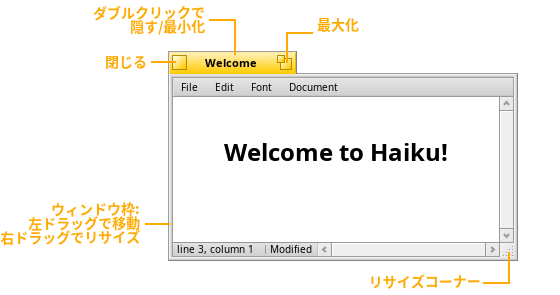 ダブルクリックで
隠す/最小化
最大化
閉じる
Welcome
File Edit Font Document
Welcome to Haiku!
ウィンドウ枠:
左ドラッグで移動
右ドラッグでリサイズ
line 3, column 1 | Modified
リサイズコーナー